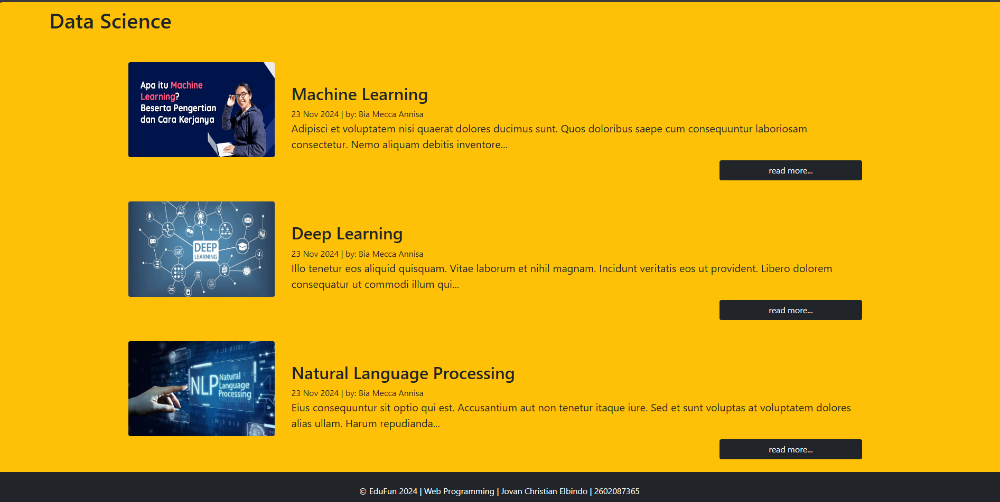 Data Science
Apa itu Machine
Learning?
Beserta Pengertian
dan Cara Kerjanya
Machine Learning
23 Nov 2024 | by: Bia Mecca Annisa
Adipisci et voluptatem nisi quaerat dolores ducimus sunt. Quos doloribus saepe cum consequuntur laboriosam
consectetur. Nemo aliquam debitis inventore...
read more...
DEEP
LEARNING
Deep Learning
23 Nov 2024 | by: Bia Mecca Annisa
Illo tenetur eos aliquid quisquam. Vitae laborum et nihil magnam. Incidunt veritatis eos ut provident. Libero dolorem
consequatur ut commodi illum qui...
read more...
NLP Natural
Language
Processing
Natural Language Processing
23 Nov 2024 | by: Bia Mecca Annisa
Eius consequuntur sit optio qui est. Accusantium aut non tenetur itaque iure. Sed et sunt voluptas at voluptatem dolores
alias ullam. Harum repudianda...
read more...
© EduFun 2024 | Web Programming | Jovan Christian Elbindo | 2602087365